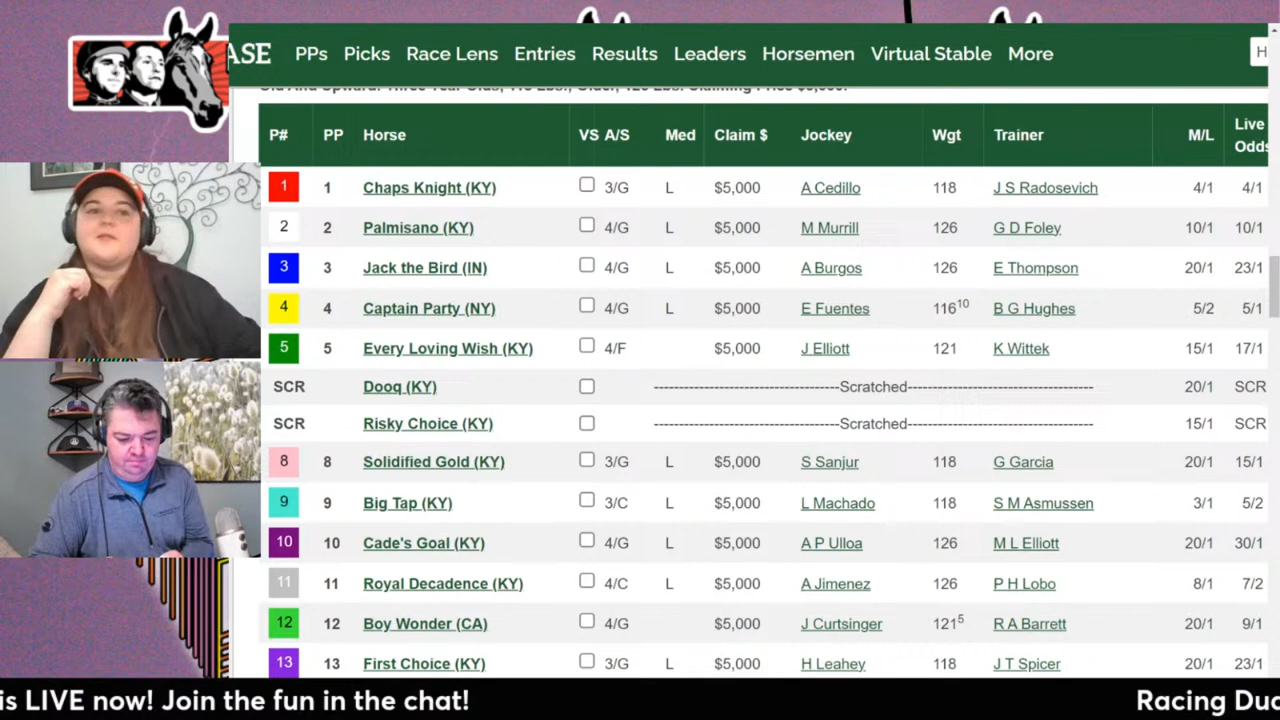 ASE PPs Picks Race Lens Entries Results Leaders Horsemen Virtual Stable More H
P# PP Horse VS A/S Med Claim $ Jockey Wgt Trainer M/L Live Odds
1 1 Chaps Knight (KY) 3/G L $5,000 A Cedillo 118 J S Radosevich 4/1 4/1
2 2 Palmisano (KY) 4/G L $5,000 M Murrill 126 G D Foley 10/1 10/1
3 3 Jack the Bird (IN) 4/G L $5,000 A Burgos 126 E Thompson 20/1 23/1
4 4 Captain Party (NY) 4/G L $5,000 E Fuentes 116¹⁰ B G Hughes 5/2 5/1
5 5 Every Loving Wish (KY) 4/F $5,000 J Elliott 121 K Wittek 15/1 17/1
SCR Dooq (KY) ---------------------------------------Scratched--------------------------------------- 20/1 SCR
SCR Risky Choice (KY) ---------------------------------------Scratched--------------------------------------- 15/1 SCR
8 8 Solidified Gold (KY) 3/G L $5,000 S Sanjur 118 G Garcia 20/1 15/1
9 9 Big Tap (KY) 3/C L $5,000 L Machado 118 S M Asmussen 3/1 5/2
10 10 Cade's Goal (KY) 4/G L $5,000 A P Ulloa 126 M L Elliott 20/1 30/1
11 11 Royal Decadence (KY) 4/C L $5,000 A Jimenez 126 P H Lobo 8/1 7/2
12 12 Boy Wonder (CA) 4/G $5,000 J Curtsinger 121⁵ R A Barrett 20/1 9/1
13 13 First Choice (KY) 3/G L $5,000 H Leahey 118 J T Spicer 20/1 23/1
is LIVE now! Join the fun in the chat! Racing Duc